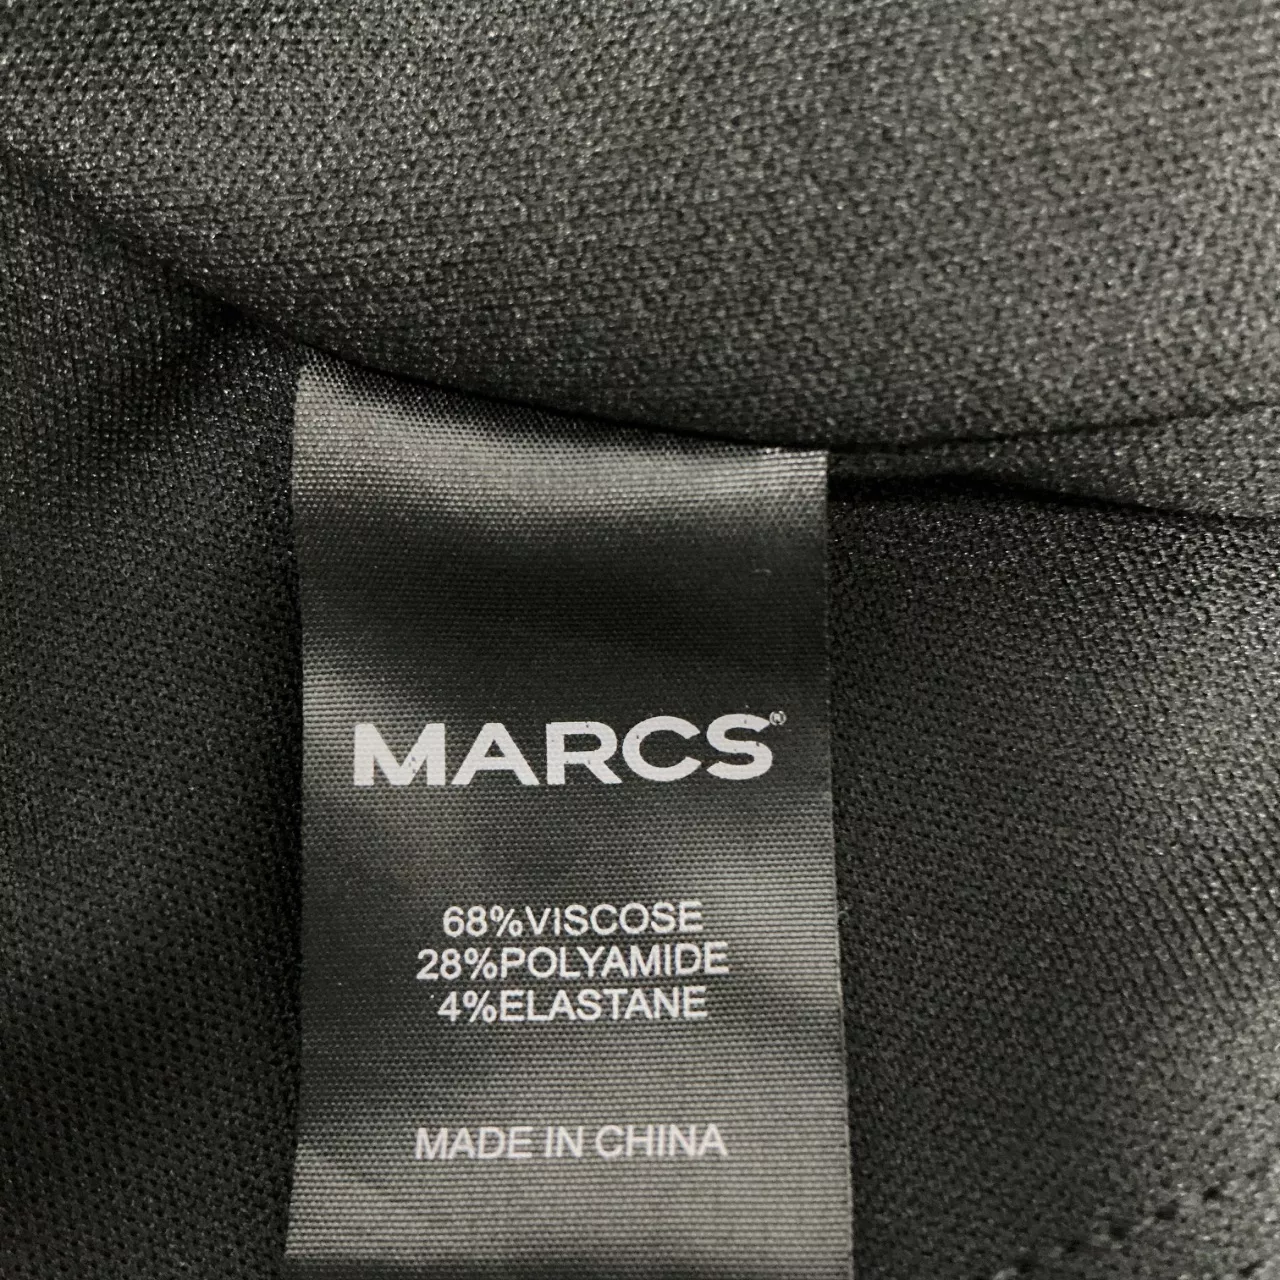 MARCS®
68%VISCOSE
28%POLYAMIDE
4%ELASTANE
MADE IN CHINA